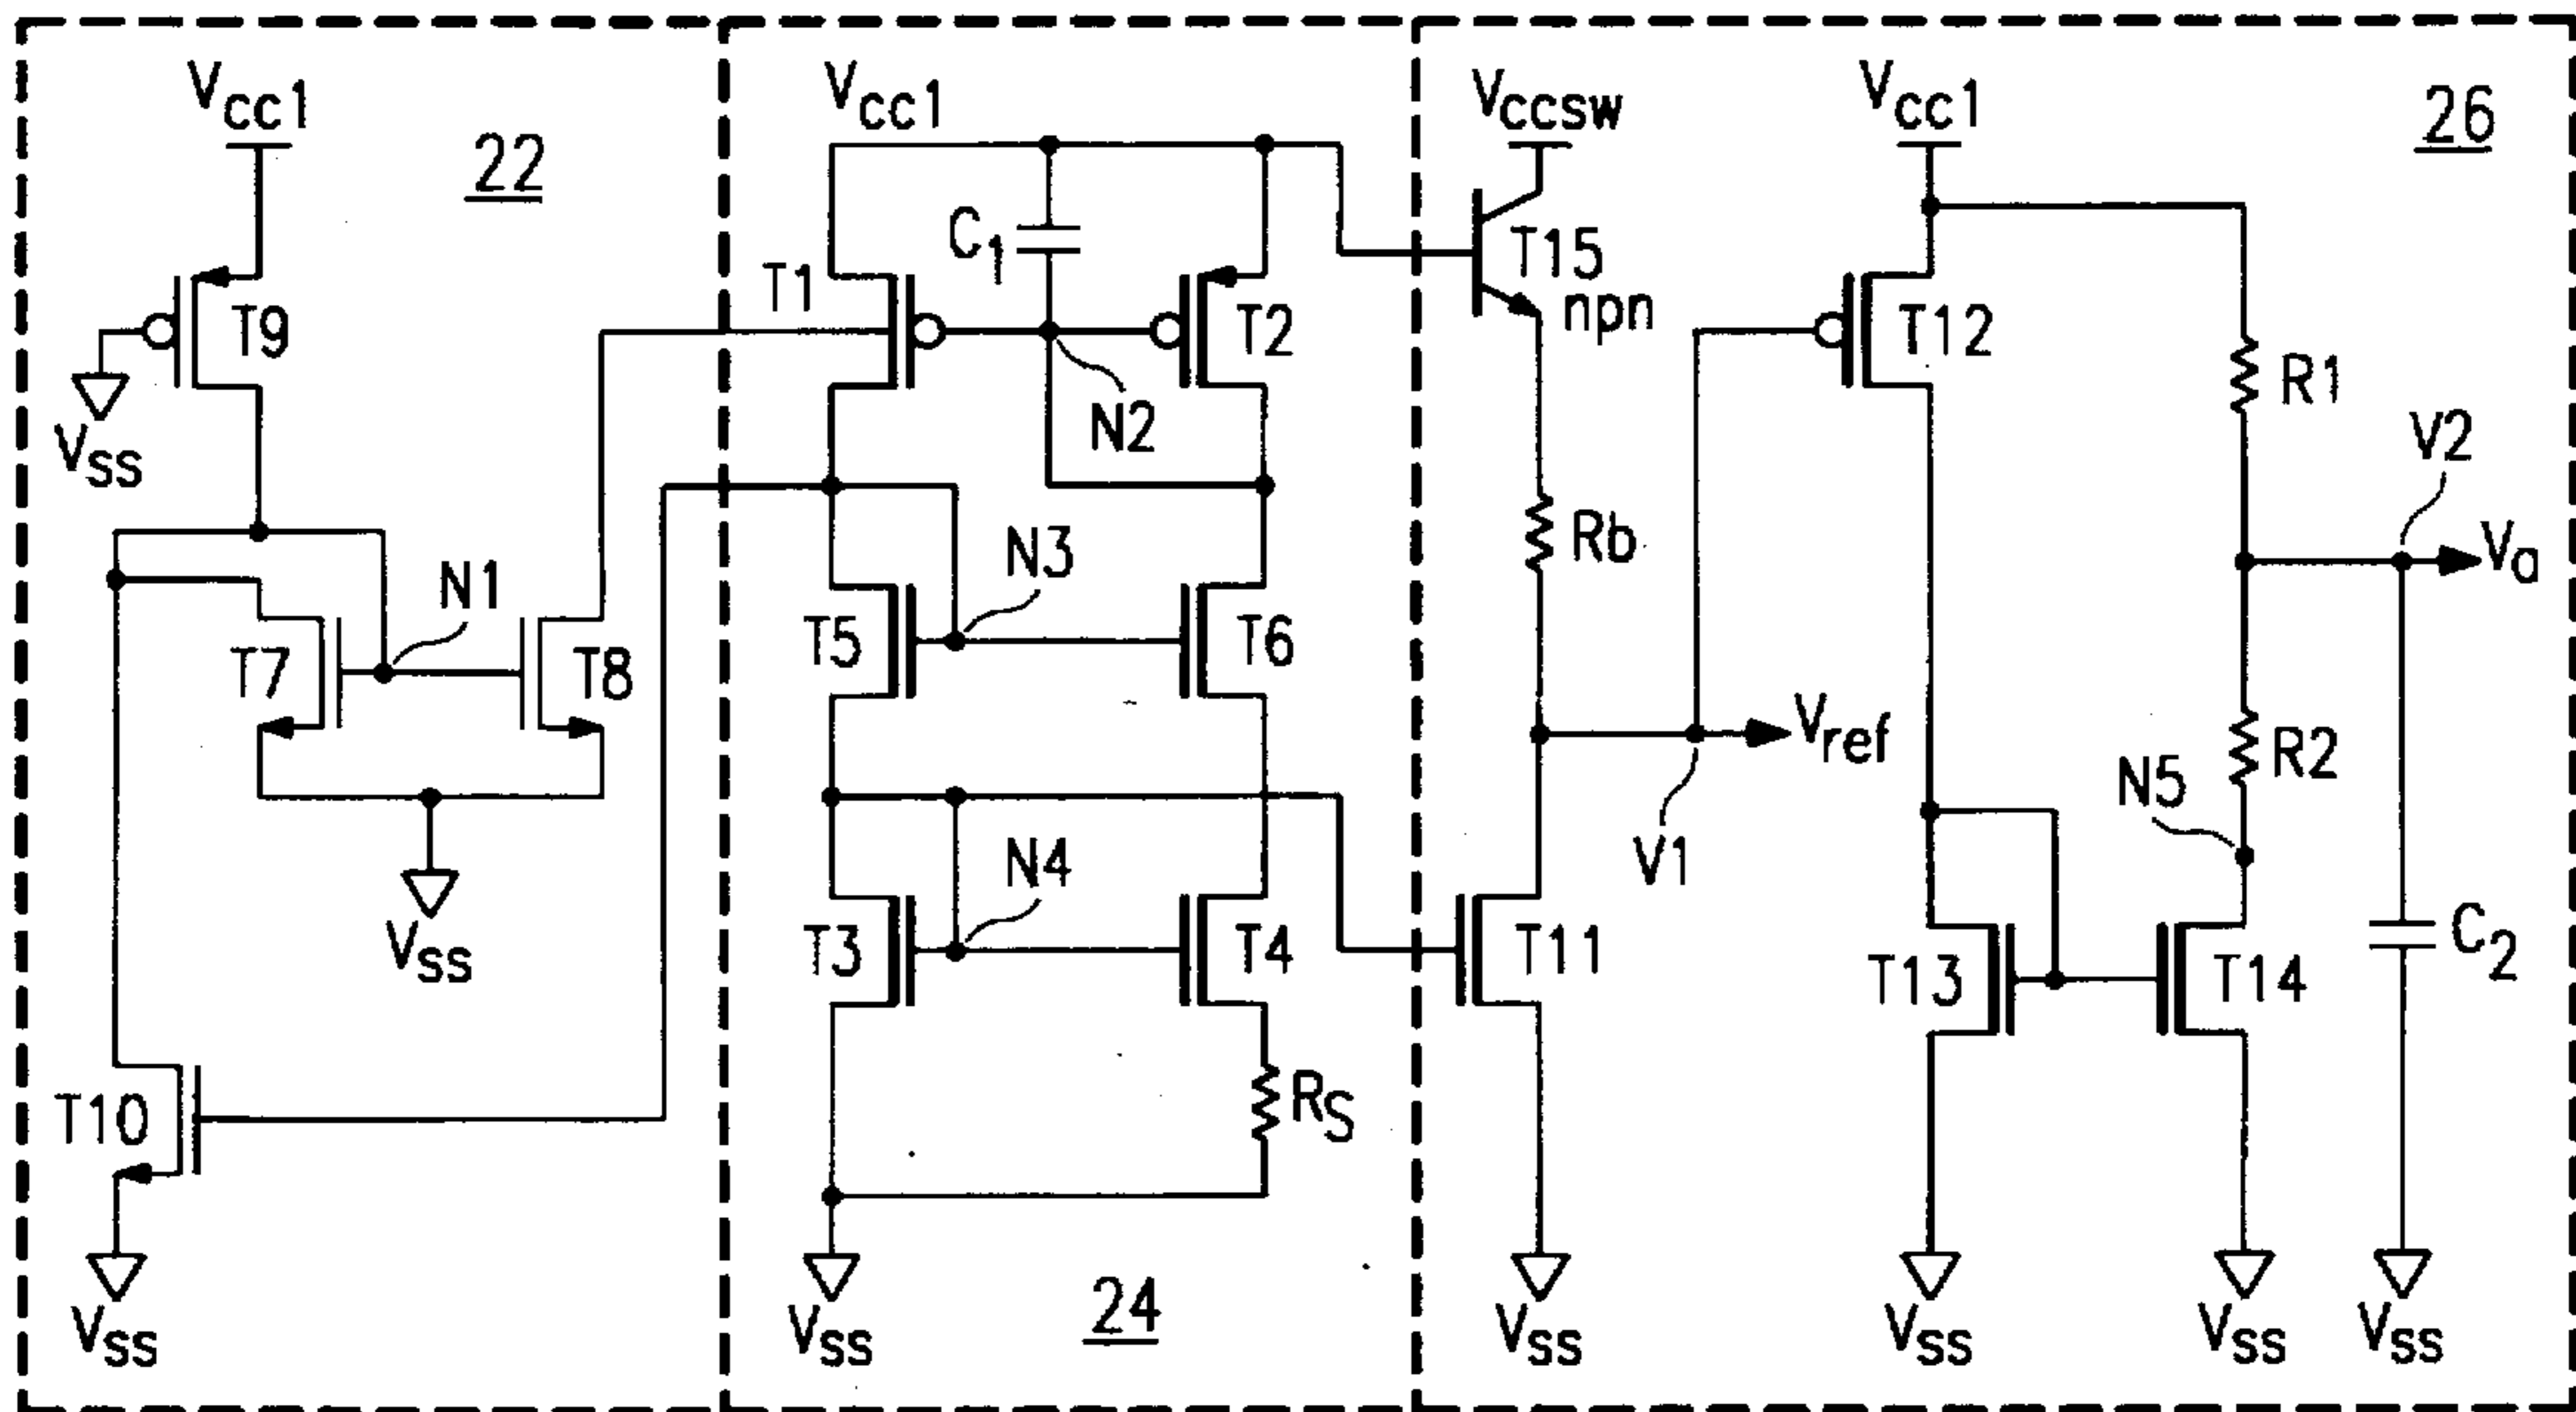 Vcc1
22
T9
Vss
N1
T7
T8
Vss
T10
Vss
Vcc1
C1
T1
T2
N2
N3
T5
T6
N4
T3
T4
RS
Vss
24
Vccsw
T15
npn
Rb
Vref
V1
T11
Vss
Vcc1
26
T12
R1
V2
Va
R2
N5
T13
T14
C2
Vss
Vss
Vss